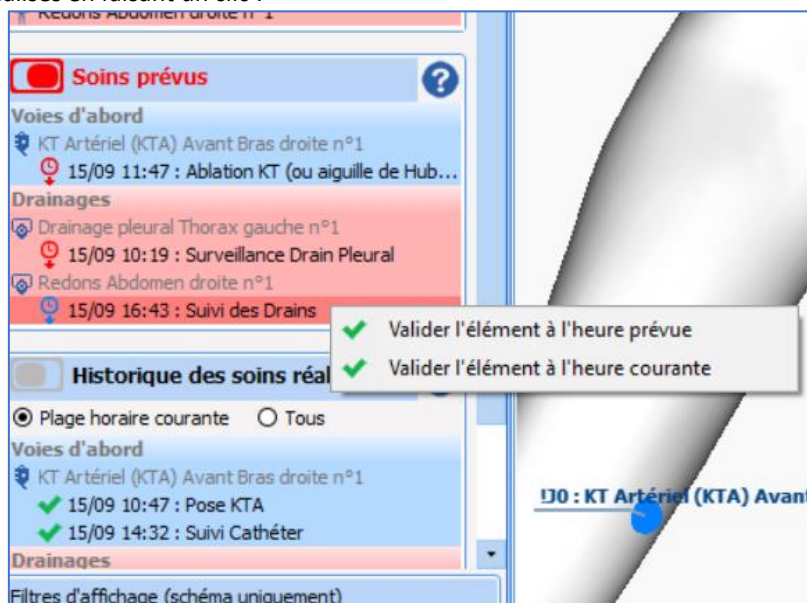 Redons Abdomen droite n°1
Soins prévus
?
Voies d'abord
KT Artériel (KTA) Avant Bras droite n°1
15/09 11:47 : Ablation KT (ou aiguille de Hub...
Drainages
Drainage pleural Thorax gauche n°1
15/09 10:19 : Surveillance Drain Pleural
Redons Abdomen droite n°1
15/09 16:43 : Suivi des Drains
Valider l'élément à l'heure prévue
Valider l'élément à l'heure courante
Historique des soins réal
Plage horaire courante Tous
Voies d'abord
KT Artériel (KTA) Avant Bras droite n°1
15/09 10:47 : Pose KTA
15/09 14:32 : Suivi Cathéter
: KT Artériel (KTA) Avant
Drainages
Filtres d'affichage (schéma uniquement)